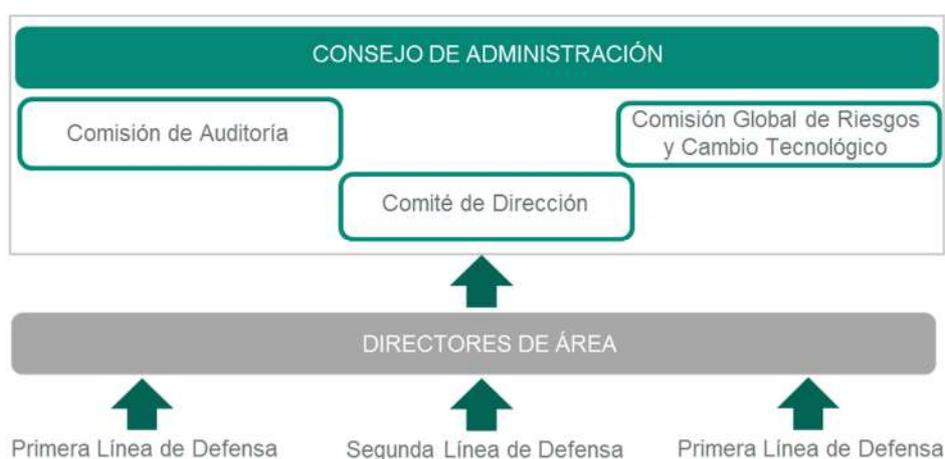 CONSEJO DE ADMINISTRACIÓN
Comisión de Auditoría
Comisión Global de Riesgos
y Cambio Tecnológico
Comité de Dirección
DIRECTORES DE ÁREA
Primera Línea de Defensa
Segunda Línea de Defensa
Primera Línea de Defensa